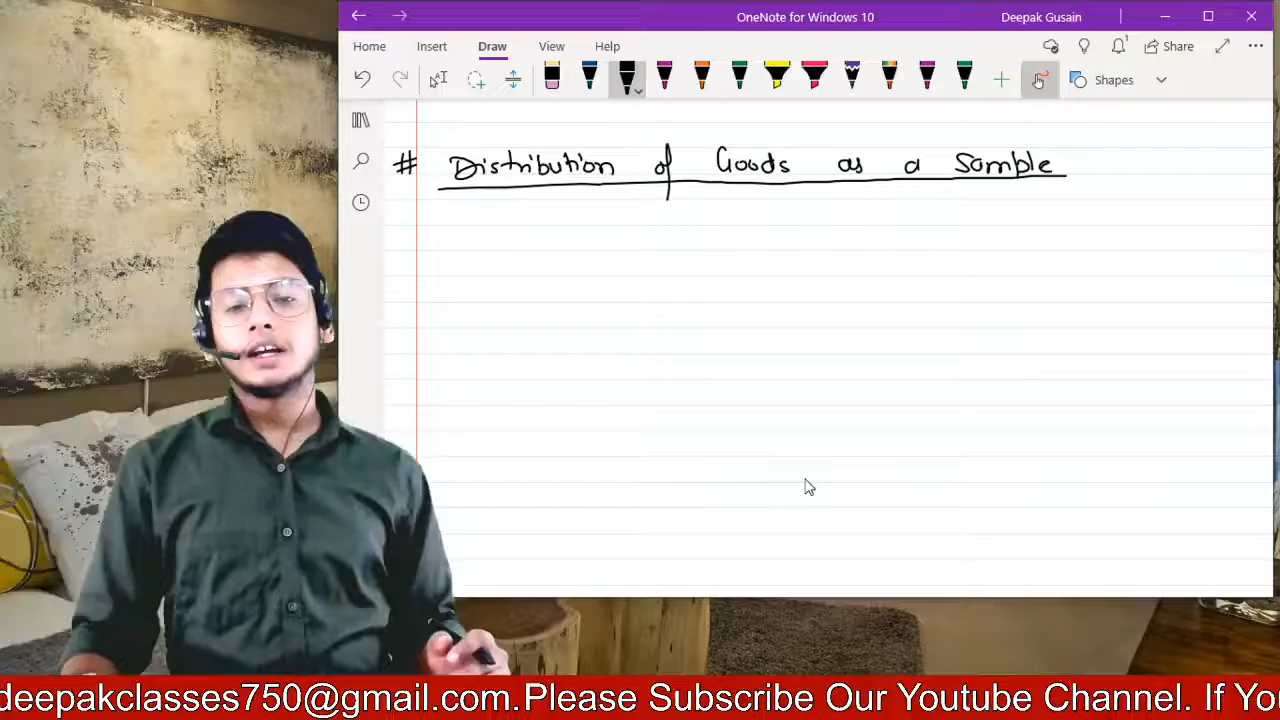 OneNote for Windows 10
Deepak Gusain
Home Insert Draw View Help
Share
Shapes
# Distribution of Goods as a Sample
deepakclasses750@gmail.com.Please Subscribe Our Youtube Channel. If Yo